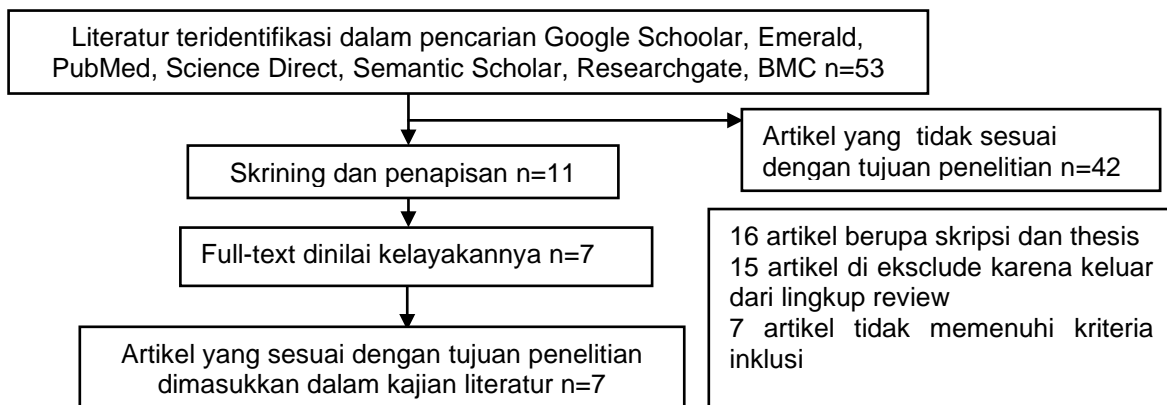 Literatur teridentifikasi dalam pencarian Google Schoolar, Emerald,
PubMed, Science Direct, Semantic Scholar, Researchgate, BMC n=53
Artikel yang tidak sesuai
dengan tujuan penelitian n=42
Skrining dan penapisan n=11
Full-text dinilai kelayakannya n=7
16 artikel berupa skripsi dan thesis
15 artikel di eksclude karena keluar
dari lingkup review
7 artikel tidak memenuhi kriteria
inklusi
Artikel yang sesuai dengan tujuan penelitian
dimasukkan dalam kajian literatur n=7